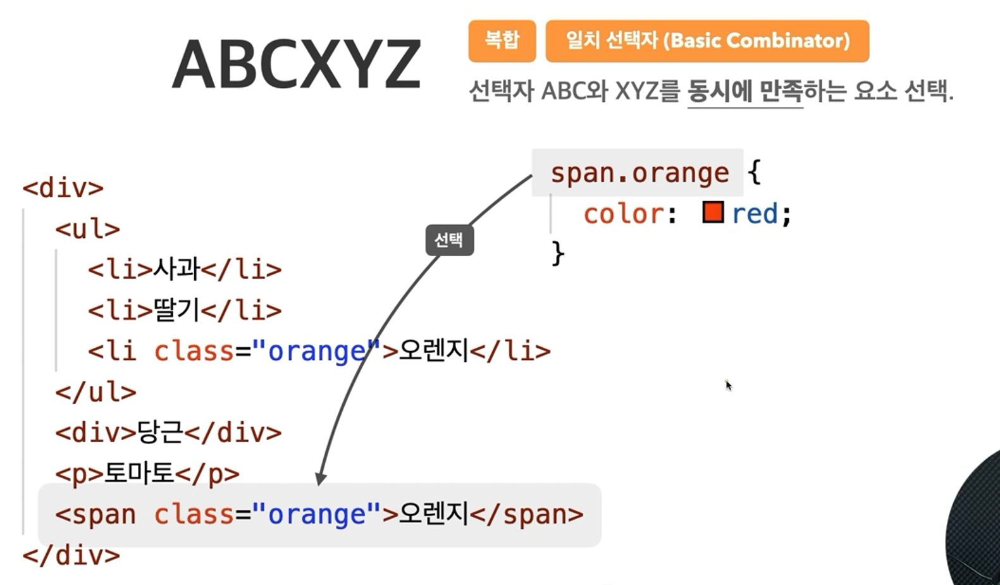 ABCXYZ
복합
일치 선택자 (Basic Combinator)
선택자 ABC와 XYZ를 동시에 만족하는 요소 선택.
<div>
<ul>
<li>사과</li>
<li>딸기</li>
<li class="orange">오렌지</li>
</ul>
<div>당근</div>
<p>토마토</p>
<span class="orange">오렌지</span>
</div>
선택
span.orange {
color: red;
}